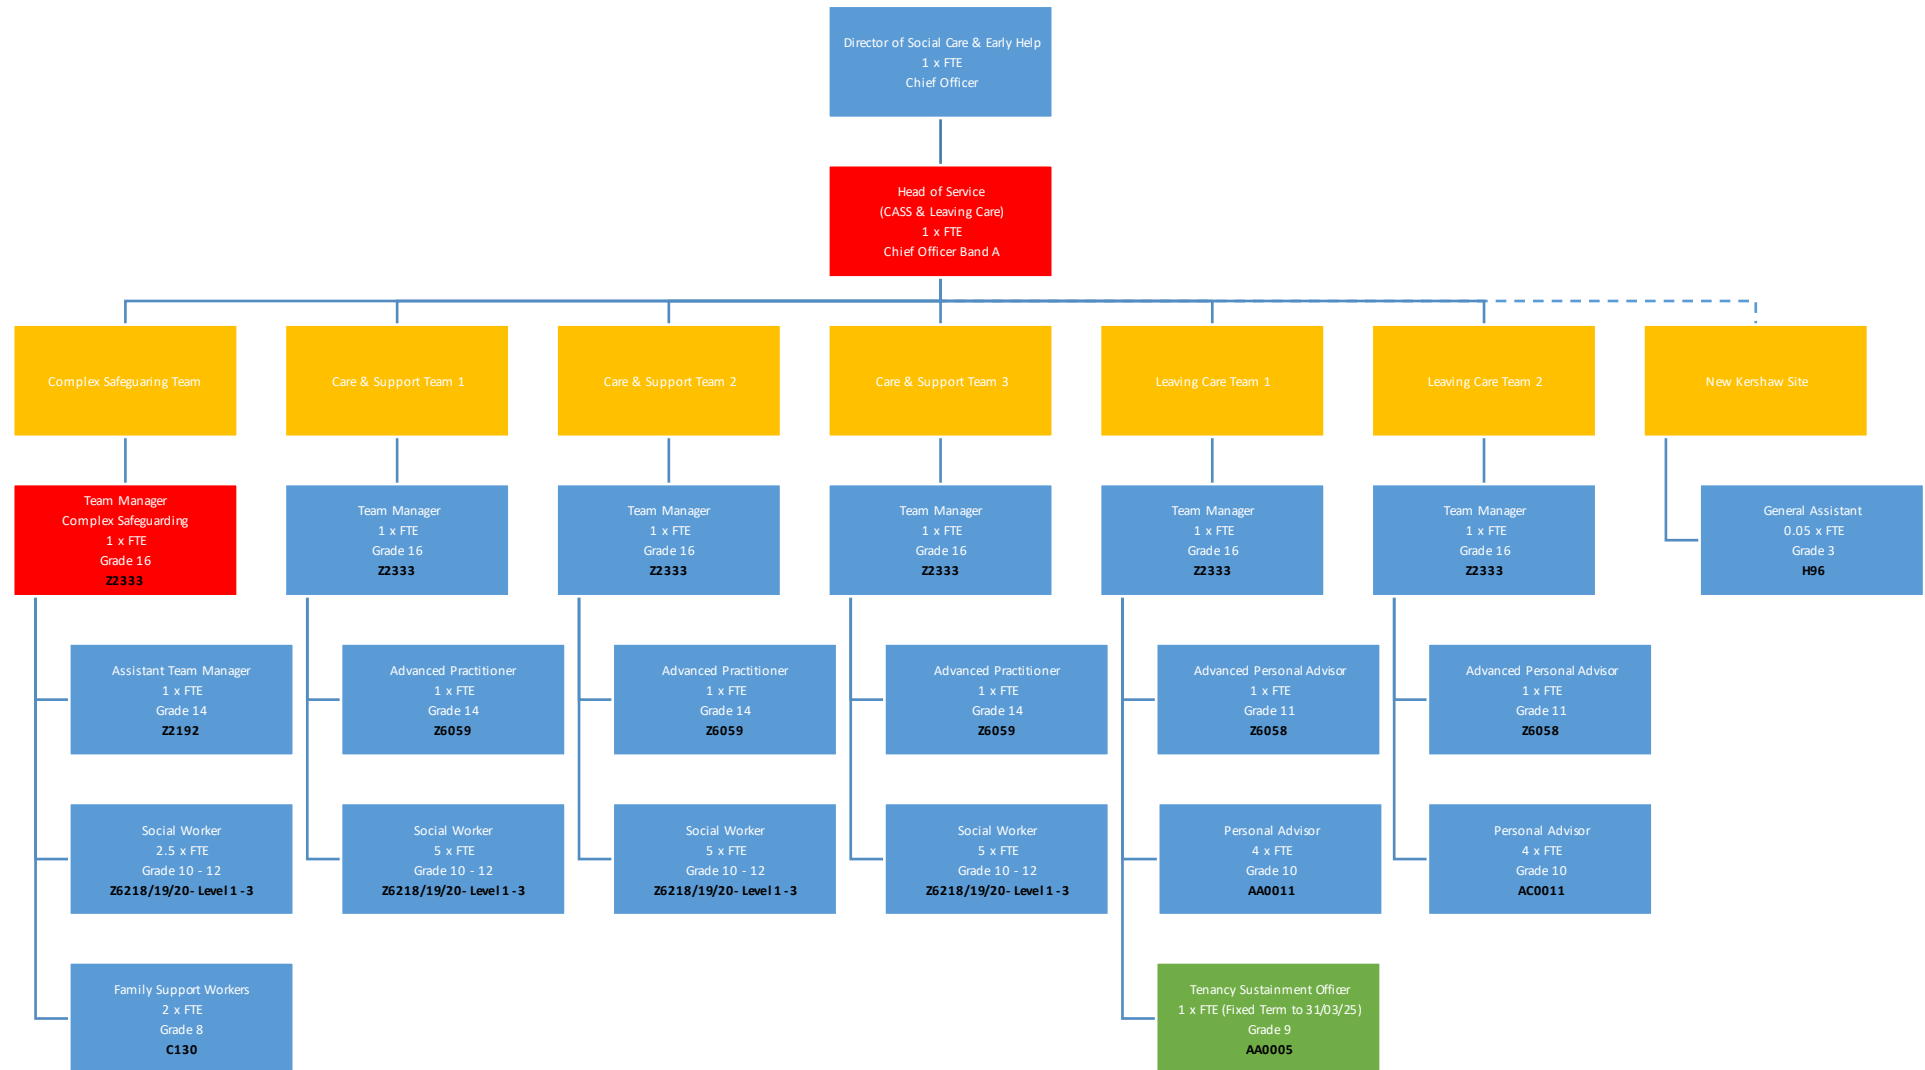 Director of Social Care & Early Help
1 x FTE
Chief Officer
Head of Service
(CASS & Leaving Care)
1 x FTE
Chief Officer Band A
Complex Safeguaring Team
Care & Support Team 1
Care & Support Team 2
Care & Support Team 3
Leaving Care Team 1
Leaving Care Team 2
New Kershaw Site
Team Manager
Complex Safeguarding
1 x FTE
Grade 16
Z2333
Team Manager
1 x FTE
Grade 16
Z2333
Team Manager
1 x FTE
Grade 16
Z2333
Team Manager
1 x FTE
Grade 16
Z2333
Team Manager
1 x FTE
Grade 16
Z2333
Team Manager
1 x FTE
Grade 16
Z2333
General Assistant
0.05 x FTE
Grade 3
H96
Assistant Team Manager
1 x FTE
Grade 14
Z2192
Advanced Practitioner
1 x FTE
Grade 14
Z6059
Advanced Practitioner
1 x FTE
Grade 14
Z6059
Advanced Practitioner
1 x FTE
Grade 14
Z6059
Advanced Personal Advisor
1 x FTE
Grade 11
Z6058
Advanced Personal Advisor
1 x FTE
Grade 11
Z6058
Social Worker
2.5 x FTE
Grade 10 - 12
Z6218/19/20- Level 1 -3
Social Worker
5 x FTE
Grade 10 - 12
Z6218/19/20- Level 1 -3
Social Worker
5 x FTE
Grade 10 - 12
Z6218/19/20- Level 1 -3
Social Worker
5 x FTE
Grade 10 - 12
Z6218/19/20- Level 1 -3
Personal Advisor
4 x FTE
Grade 10
AA0011
Personal Advisor
4 x FTE
Grade 10
AC0011
Family Support Workers
2 x FTE
Grade 8
C130
Tenancy Sustainment Officer
1 x FTE (Fixed Term to 31/03/25)
Grade 9
AA0005